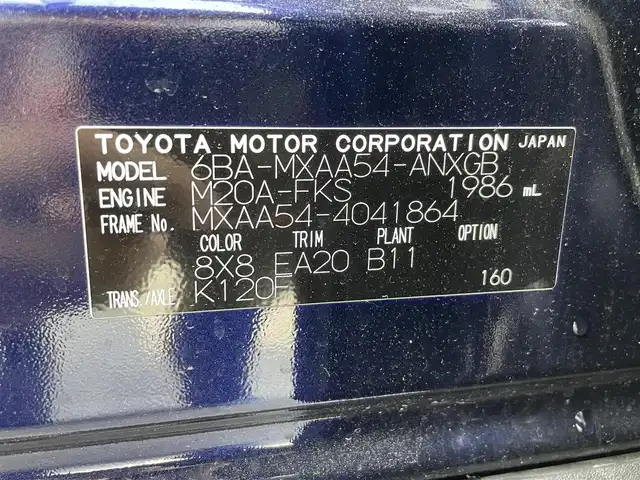 TOYOTA MOTOR CORPORATION JAPAN
MODEL 6BA-MXAA54-ANXGB
ENGINE M20A-FKS 1986 mL
FRAME No. MXAA54-4041864
COLOR TRIM PLANT OPTION
8X8 EA20 B11
TRANS./AXLE K120F 160